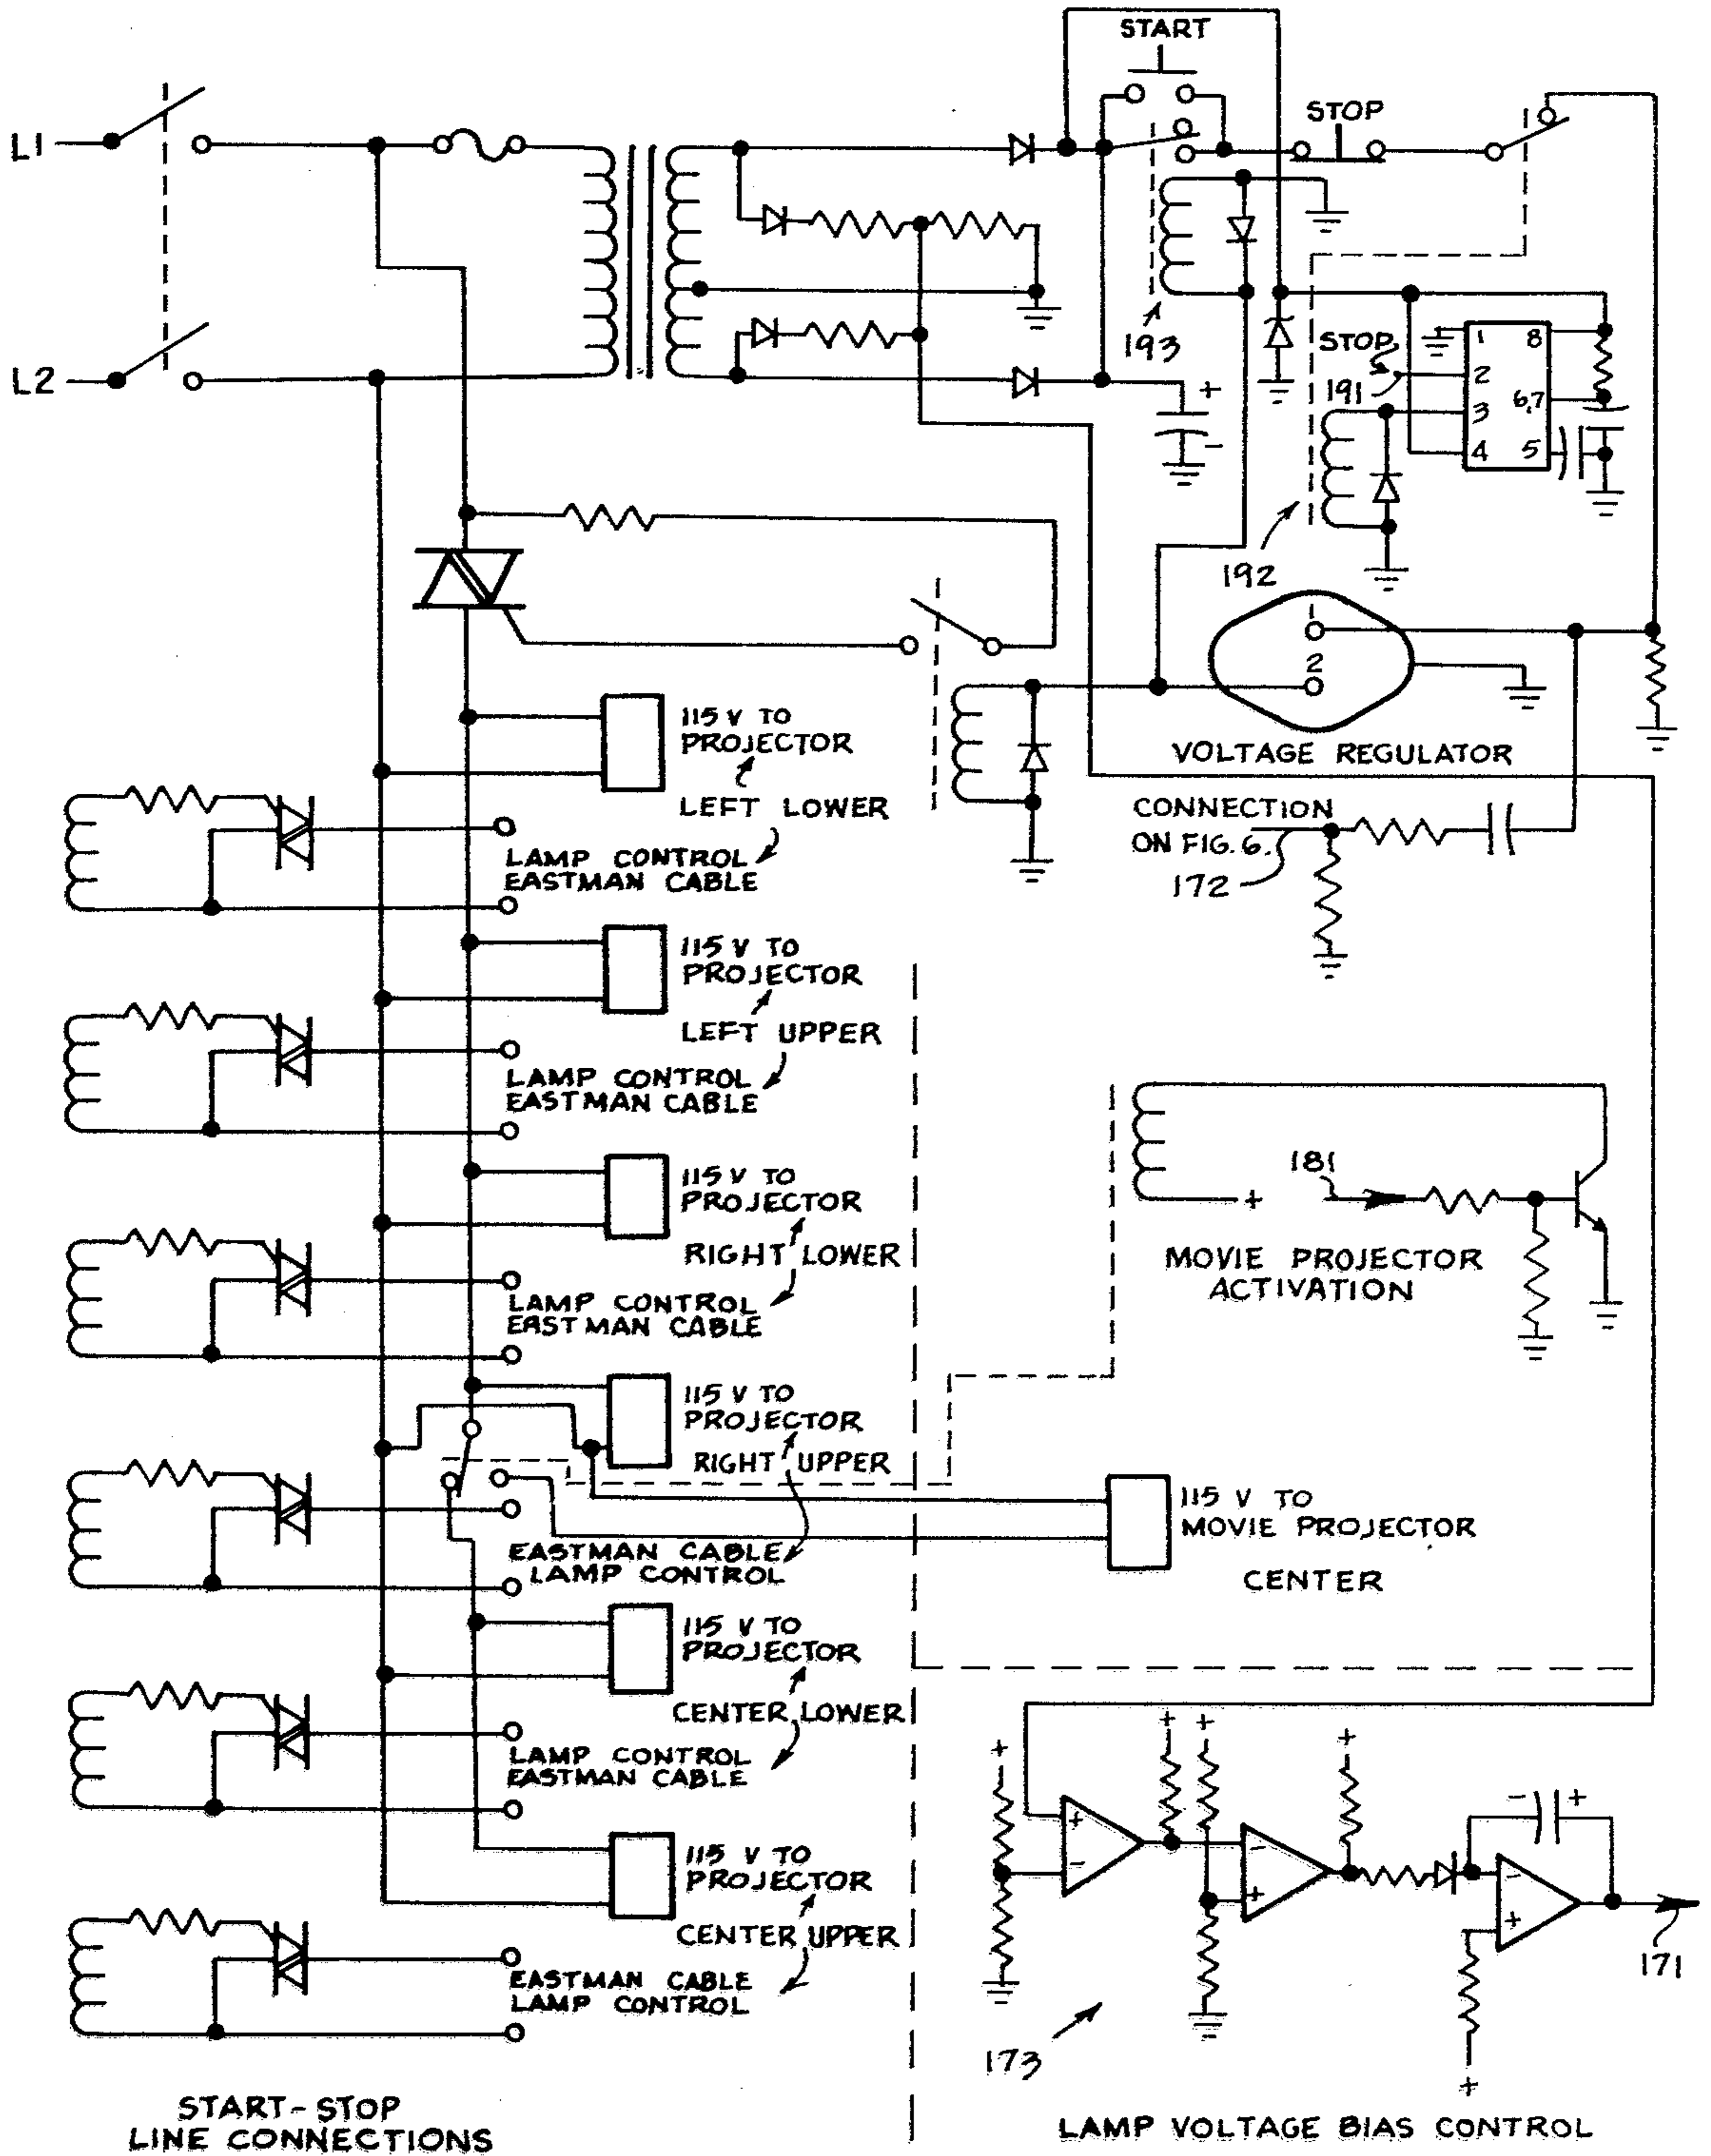 START
L1
STOP
193
STOP
191
1 8
2
3 6,7
4 5
L2
+
-
192
1
2
VOLTAGE REGULATOR
115 V TO
PROJECTOR
LEFT LOWER
LAMP CONTROL
EASTMAN CABLE
CONNECTION
ON FIG. 6.
172
115 V TO
PROJECTOR
LEFT UPPER
LAMP CONTROL
EASTMAN CABLE
115 V TO
PROJECTOR
RIGHT LOWER
LAMP CONTROL
EASTMAN CABLE
181
+
MOVIE PROJECTOR
ACTIVATION
115 V TO
PROJECTOR
RIGHT UPPER
EASTMAN CABLE
LAMP CONTROL
115 V TO
MOVIE PROJECTOR
CENTER
115 V TO
PROJECTOR
CENTER LOWER
LAMP CONTROL
EASTMAN CABLE
115 V TO
PROJECTOR
CENTER UPPER
EASTMAN CABLE
LAMP CONTROL
+ + + +
- +
+ - -
- + +
171
173
+
START-STOP
LINE CONNECTIONS
LAMP VOLTAGE BIAS CONTROL